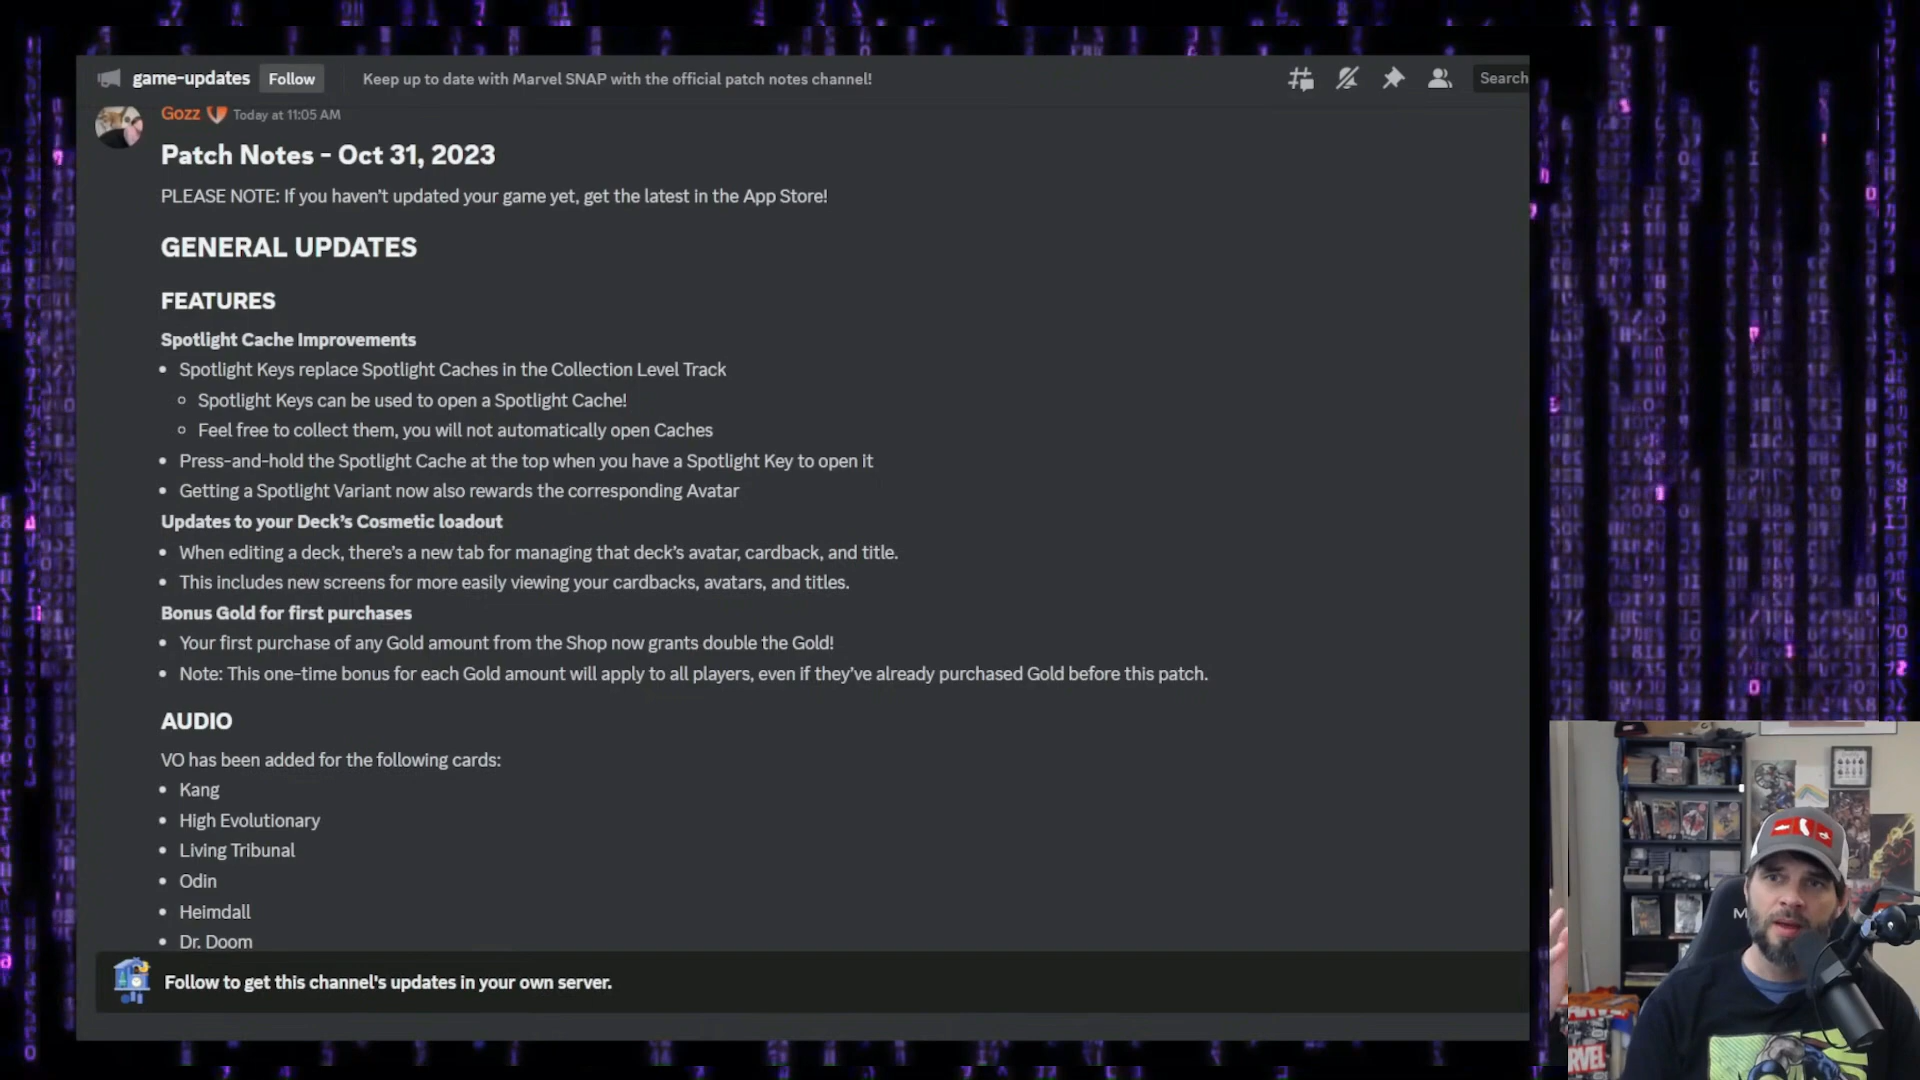 game-updates
Follow
Keep up to date with Marvel SNAP with the official patch notes channel!
Search
Gozz
Today at 11:05 AM
Patch Notes - Oct 31, 2023
PLEASE NOTE: If you haven't updated your game yet, get the latest in the App Store!
GENERAL UPDATES
FEATURES
Spotlight Cache Improvements
• Spotlight Keys replace Spotlight Caches in the Collection Level Track
◦ Spotlight Keys can be used to open a Spotlight Cache!
◦ Feel free to collect them, you will not automatically open Caches
• Press-and-hold the Spotlight Cache at the top when you have a Spotlight Key to open it
• Getting a Spotlight Variant now also rewards the corresponding Avatar
Updates to your Deck's Cosmetic loadout
• When editing a deck, there's a new tab for managing that deck's avatar, cardback, and title.
• This includes new screens for more easily viewing your cardbacks, avatars, and titles.
Bonus Gold for first purchases
• Your first purchase of any Gold amount from the Shop now grants double the Gold!
• Note: This one-time bonus for each Gold amount will apply to all players, even if they've already purchased Gold before this patch.
AUDIO
VO has been added for the following cards:
• Kang
• High Evolutionary
• Living Tribunal
• Odin
• Heimdall
• Dr. Doom
Follow to get this channel's updates in your own server.